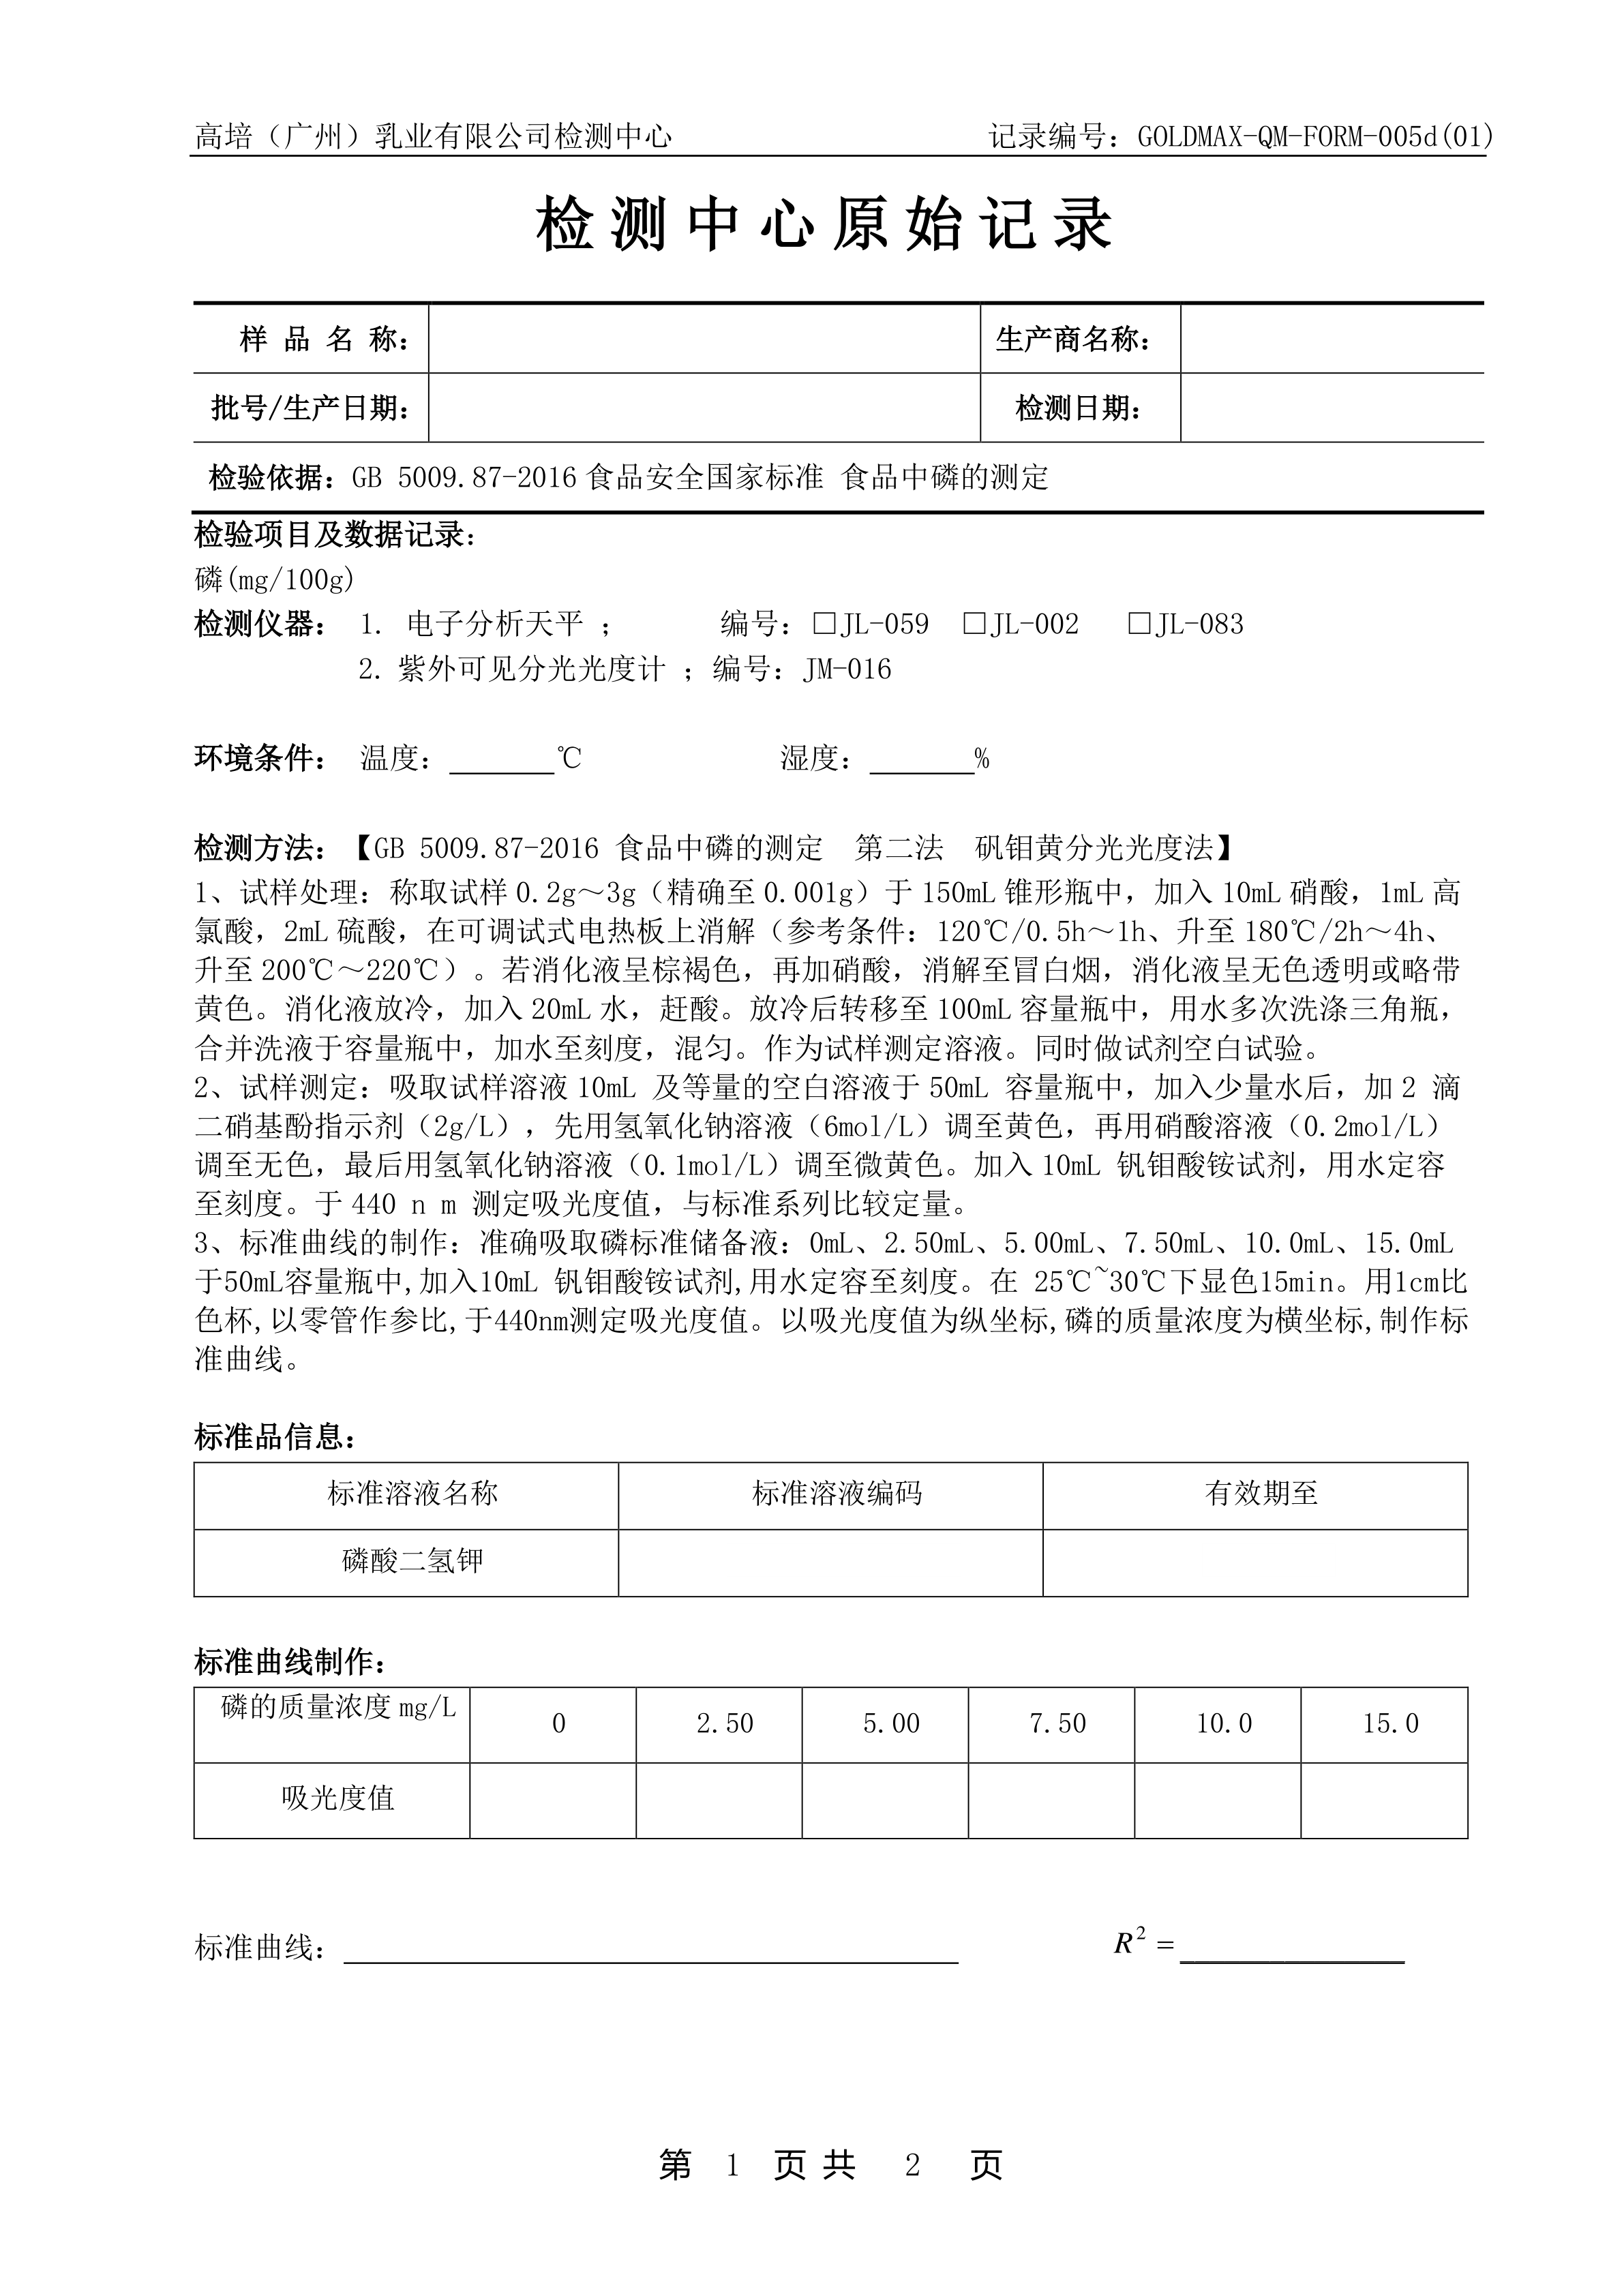 高培（广州）乳业有限公司检测中心 记录编号：GOLDMAX-QM-FORM-005d(01)
检测中心原始记录
样 品 名 称： 生产商名称：
批号/生产日期： 检测日期：
检验依据：GB 5009.87-2016 食品安全国家标准 食品中磷的测定
检验项目及数据记录：
磷(mg/100g)
检测仪器： 1. 电子分析天平 ； 编号：□JL-059 □JL-002 □JL-083
2. 紫外可见分光光度计 ；编号：JM-016
环境条件： 温度：_______℃ 湿度：_______%
检测方法：【GB 5009.87-2016 食品中磷的测定 第二法 矾钼黄分光光度法】
1、试样处理：称取试样 0.2g～3g（精确至 0.001g）于 150mL 锥形瓶中，加入 10mL 硝酸，1mL 高
氯酸，2mL 硫酸，在可调试式电热板上消解（参考条件：120℃/0.5h～1h、升至 180℃/2h～4h、
升至 200℃～220℃）。若消化液呈棕褐色，再加硝酸，消解至冒白烟，消化液呈无色透明或略带
黄色。消化液放冷，加入 20mL 水，赶酸。放冷后转移至 100mL 容量瓶中，用水多次洗涤三角瓶，
合并洗液于容量瓶中，加水至刻度，混匀。作为试样测定溶液。同时做试剂空白试验。
2、试样测定：吸取试样溶液 10mL 及等量的空白溶液于 50mL 容量瓶中，加入少量水后，加 2 滴
二硝基酚指示剂（2g/L），先用氢氧化钠溶液（6mol/L）调至黄色，再用硝酸溶液（0.2mol/L）
调至无色，最后用氢氧化钠溶液（0.1mol/L）调至微黄色。加入 10mL 钒钼酸铵试剂，用水定容
至刻度。于 440 n m 测定吸光度值，与标准系列比较定量。
3、标准曲线的制作：准确吸取磷标准储备液：0mL、2.50mL、5.00mL、7.50mL、10.0mL、15.0mL
于50mL容量瓶中,加入10mL 钒钼酸铵试剂,用水定容至刻度。在 25℃~30℃下显色15min。用1cm比
色杯,以零管作参比,于440nm测定吸光度值。以吸光度值为纵坐标,磷的质量浓度为横坐标,制作标
准曲线。
标准品信息：
标准溶液名称 标准溶液编码 有效期至
磷酸二氢钾
标准曲线制作：
磷的质量浓度 mg/L 0 2.50 5.00 7.50 10.0 15.0
吸光度值
标准曲线：_______ R² =_______
第 1 页 共 2 页